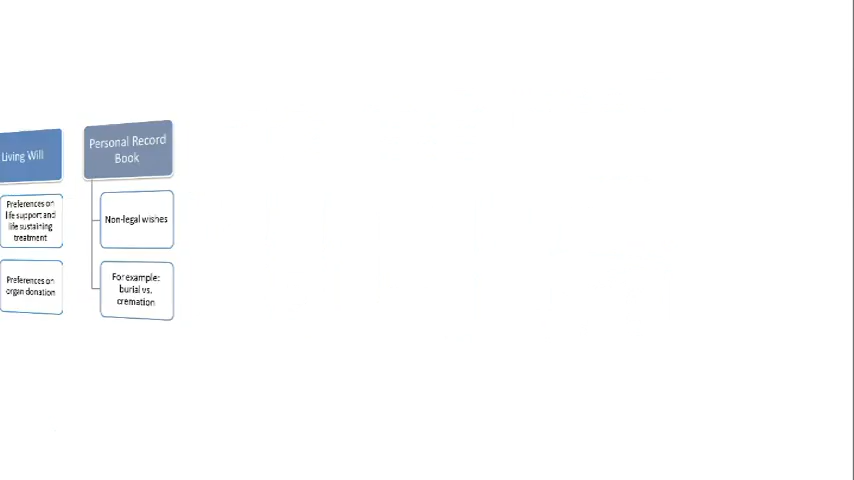 Living Will
Preferences on
life support and
life sustaining
treatment
Preferences on
organ donation
Personal Record
Book
Non-legal wishes
For example:
burial vs.
cremation